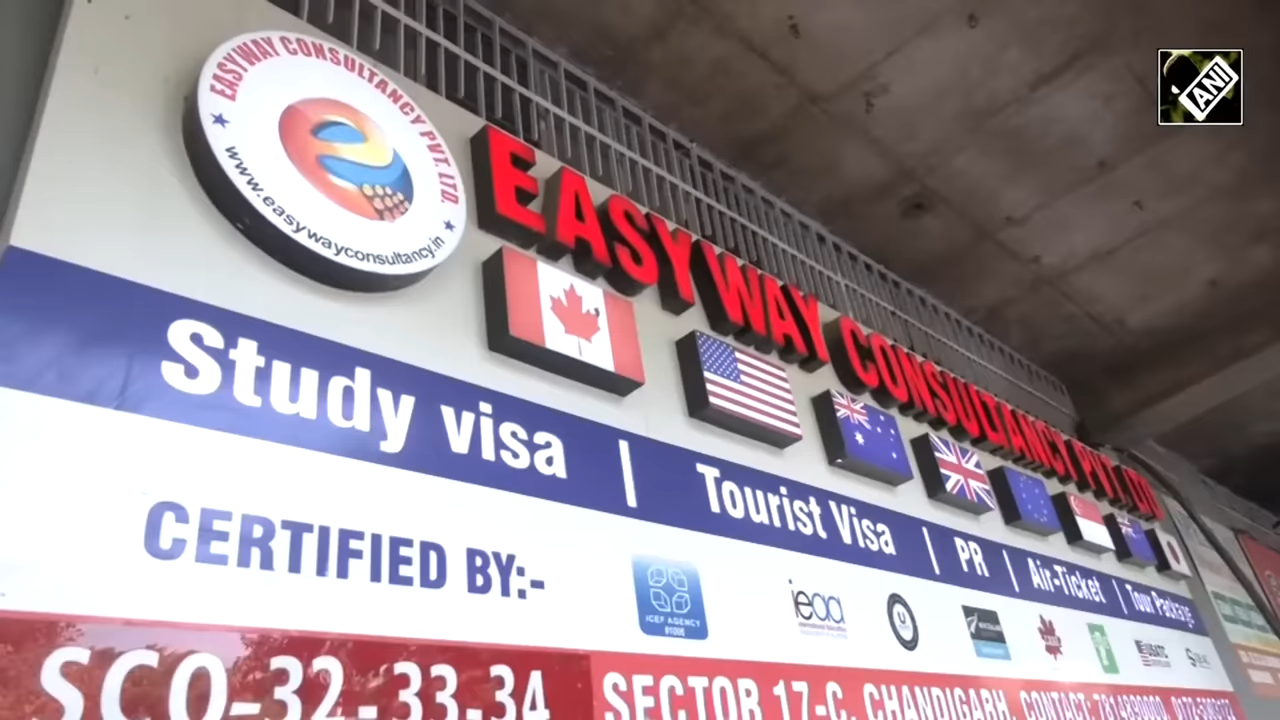 ANI
EASYWAY CONSULTANCY PVT. LTD.
www.easywayconsultancy.in
EASYWAY CONSULTANCY PVT. LTD
Study visa | Tourist Visa | PR | Air-Ticket | Tour Package
CERTIFIED BY:-
ICEF AGENCY
ieaa
SCO-32-33-34
SECTOR 17-C, CHANDIGARH, CONTACT: